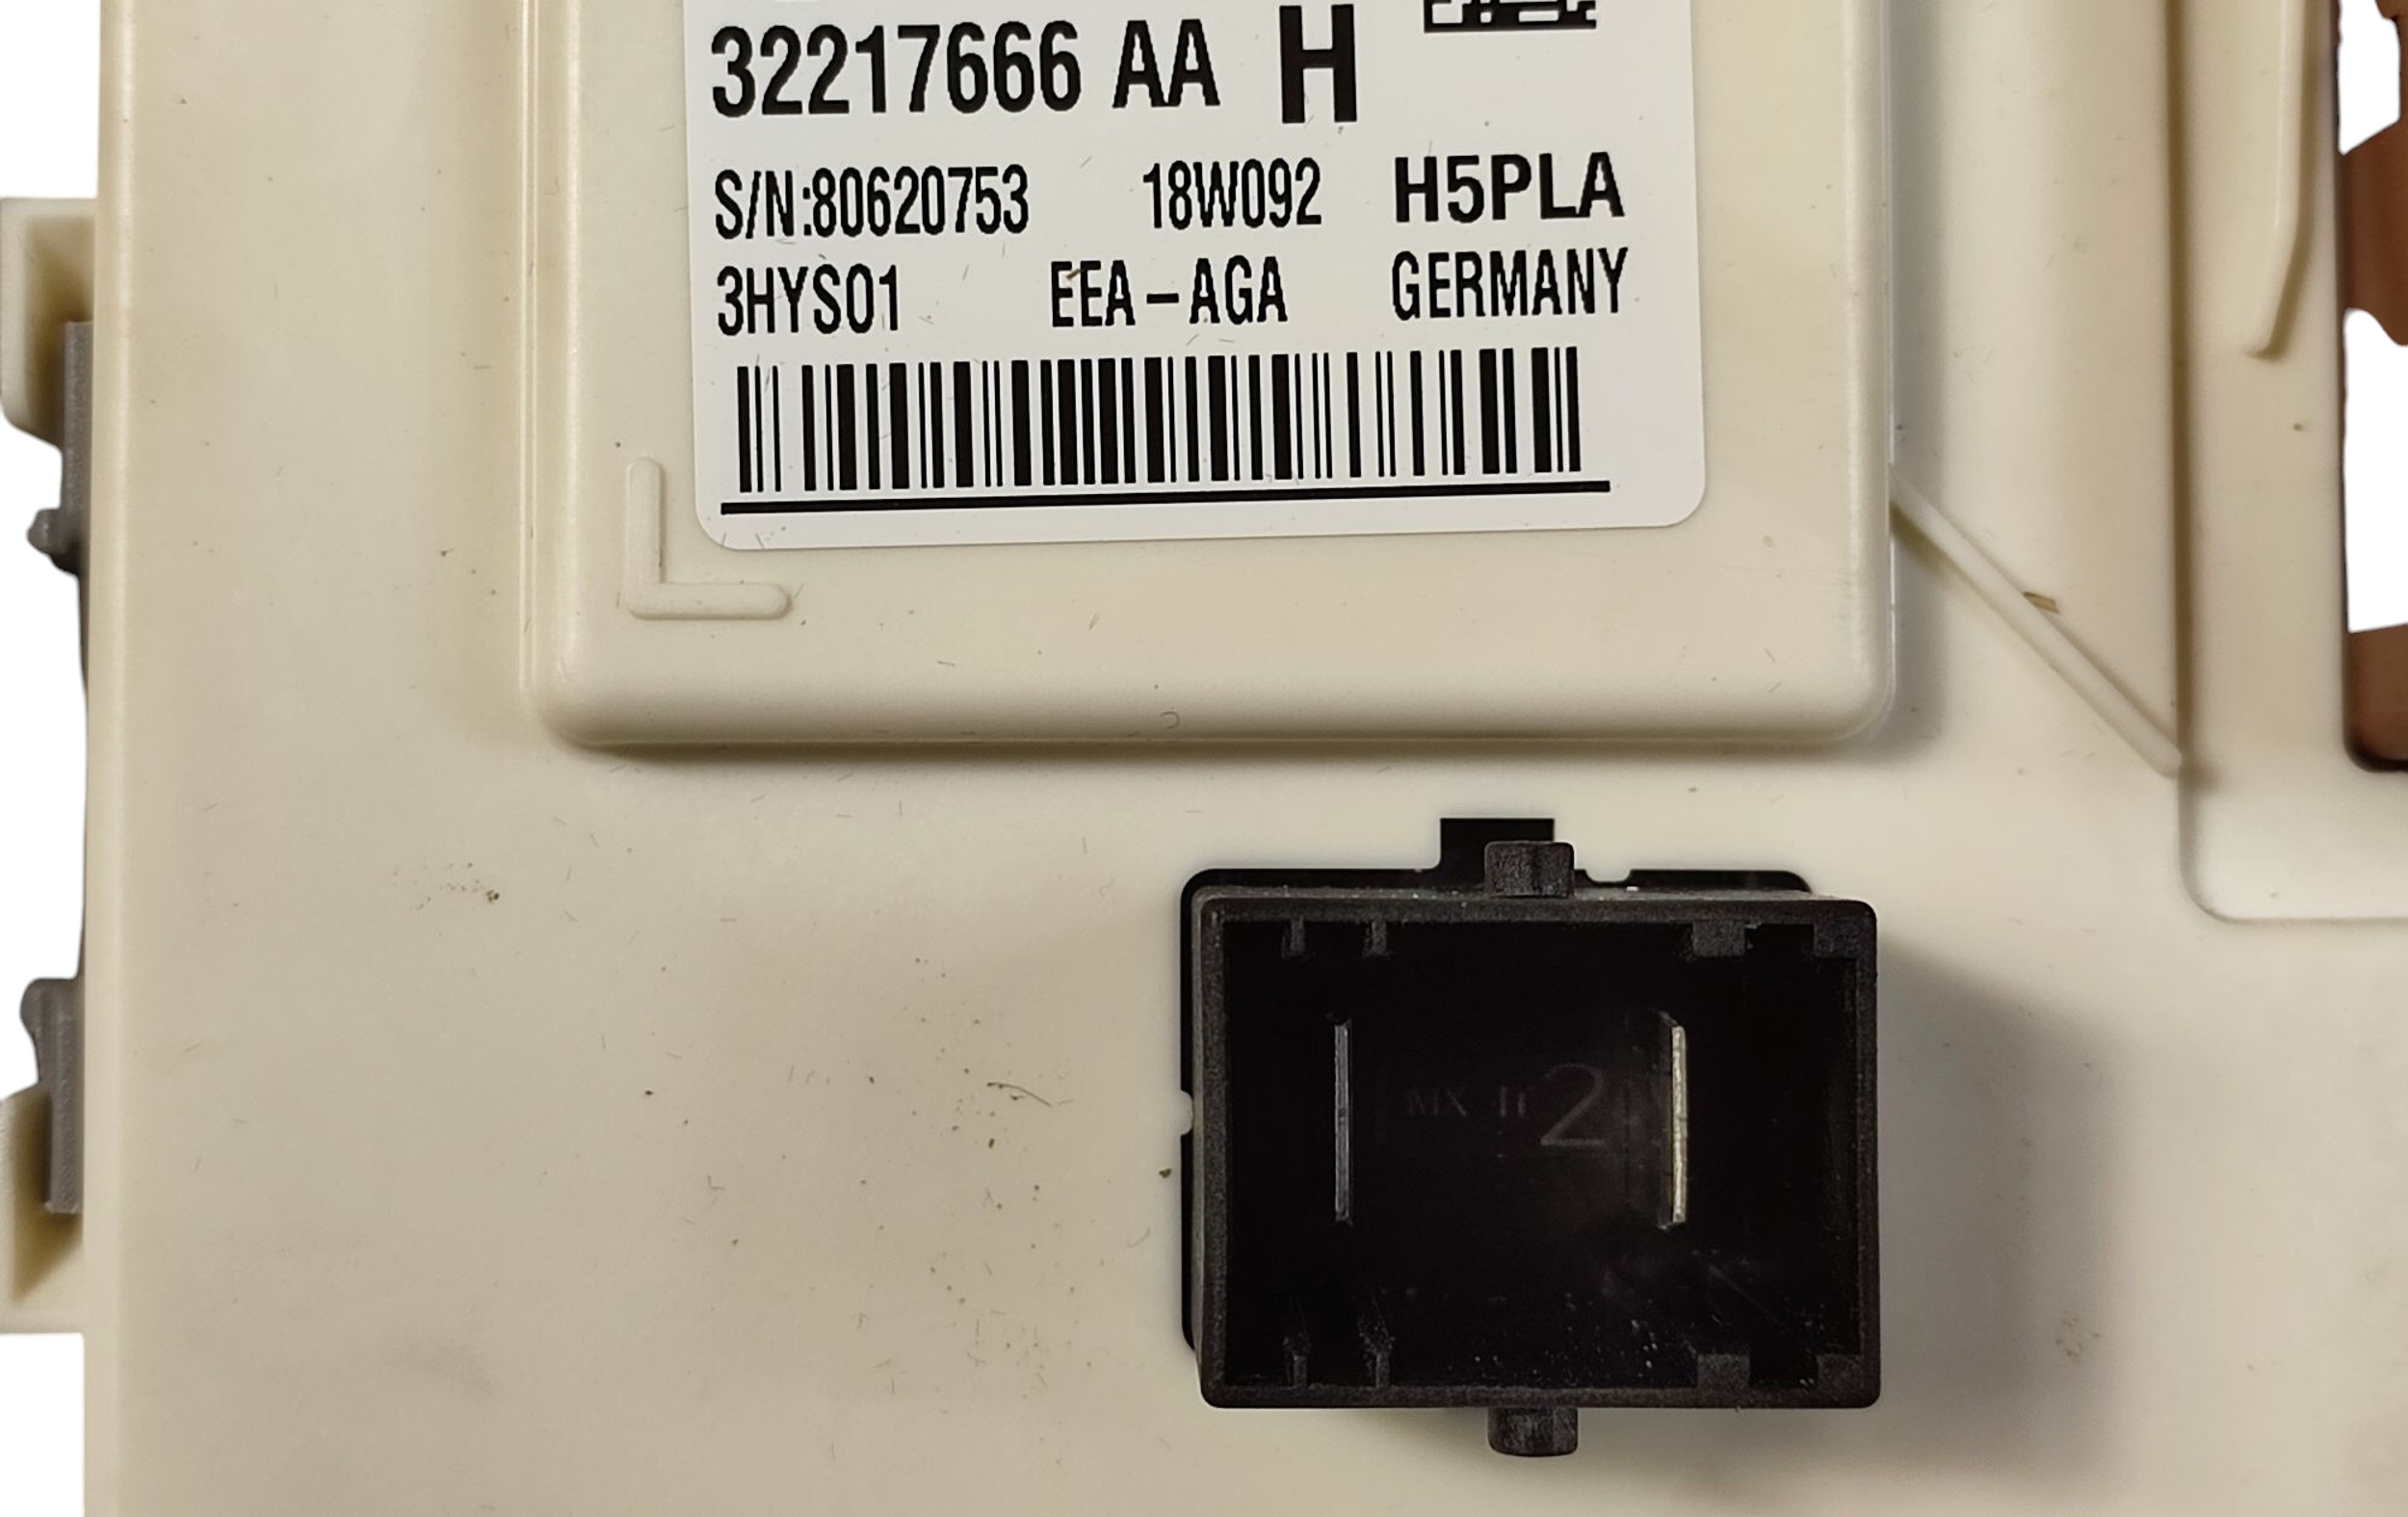 32217666 AA H
S/N:80620753 18W092 H5PLA
3HYS01 EEA-AGA GERMANY
2